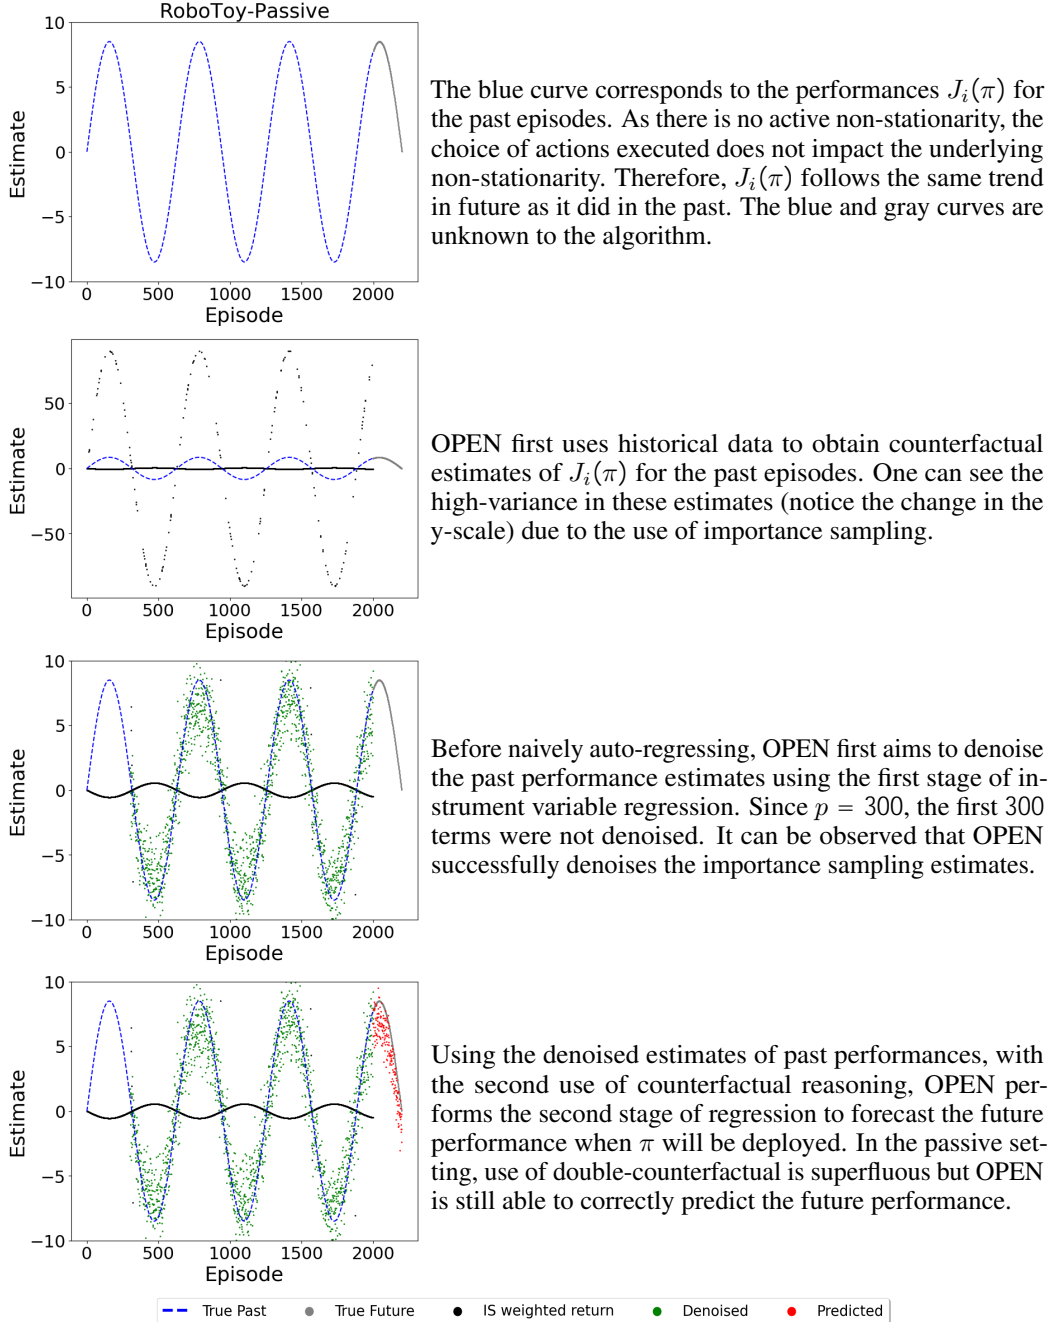 RoboToy-Passive
10
5
0
−5
−10
Estimate
0 500 1000 1500 2000
Episode
The blue curve corresponds to the performances J_i(π) for
the past episodes. As there is no active non-stationarity, the
choice of actions executed does not impact the underlying
non-stationarity. Therefore, J_i(π) follows the same trend
in future as it did in the past. The blue and gray curves are
unknown to the algorithm.
50
0
−50
Estimate
0 500 1000 1500 2000
Episode
OPEN first uses historical data to obtain counterfactual
estimates of J_i(π) for the past episodes. One can see the
high-variance in these estimates (notice the change in the
y-scale) due to the use of importance sampling.
10
5
0
−5
−10
Estimate
0 500 1000 1500 2000
Episode
Before naively auto-regressing, OPEN first aims to denoise
the past performance estimates using the first stage of in-
strument variable regression. Since p = 300, the first 300
terms were not denoised. It can be observed that OPEN
successfully denoises the importance sampling estimates.
10
5
0
−5
−10
Estimate
0 500 1000 1500 2000
Episode
Using the denoised estimates of past performances, with
the second use of counterfactual reasoning, OPEN per-
forms the second stage of regression to forecast the future
performance when π will be deployed. In the passive set-
ting, use of double-counterfactual is superfluous but OPEN
is still able to correctly predict the future performance.
True Past True Future IS weighted return Denoised Predicted